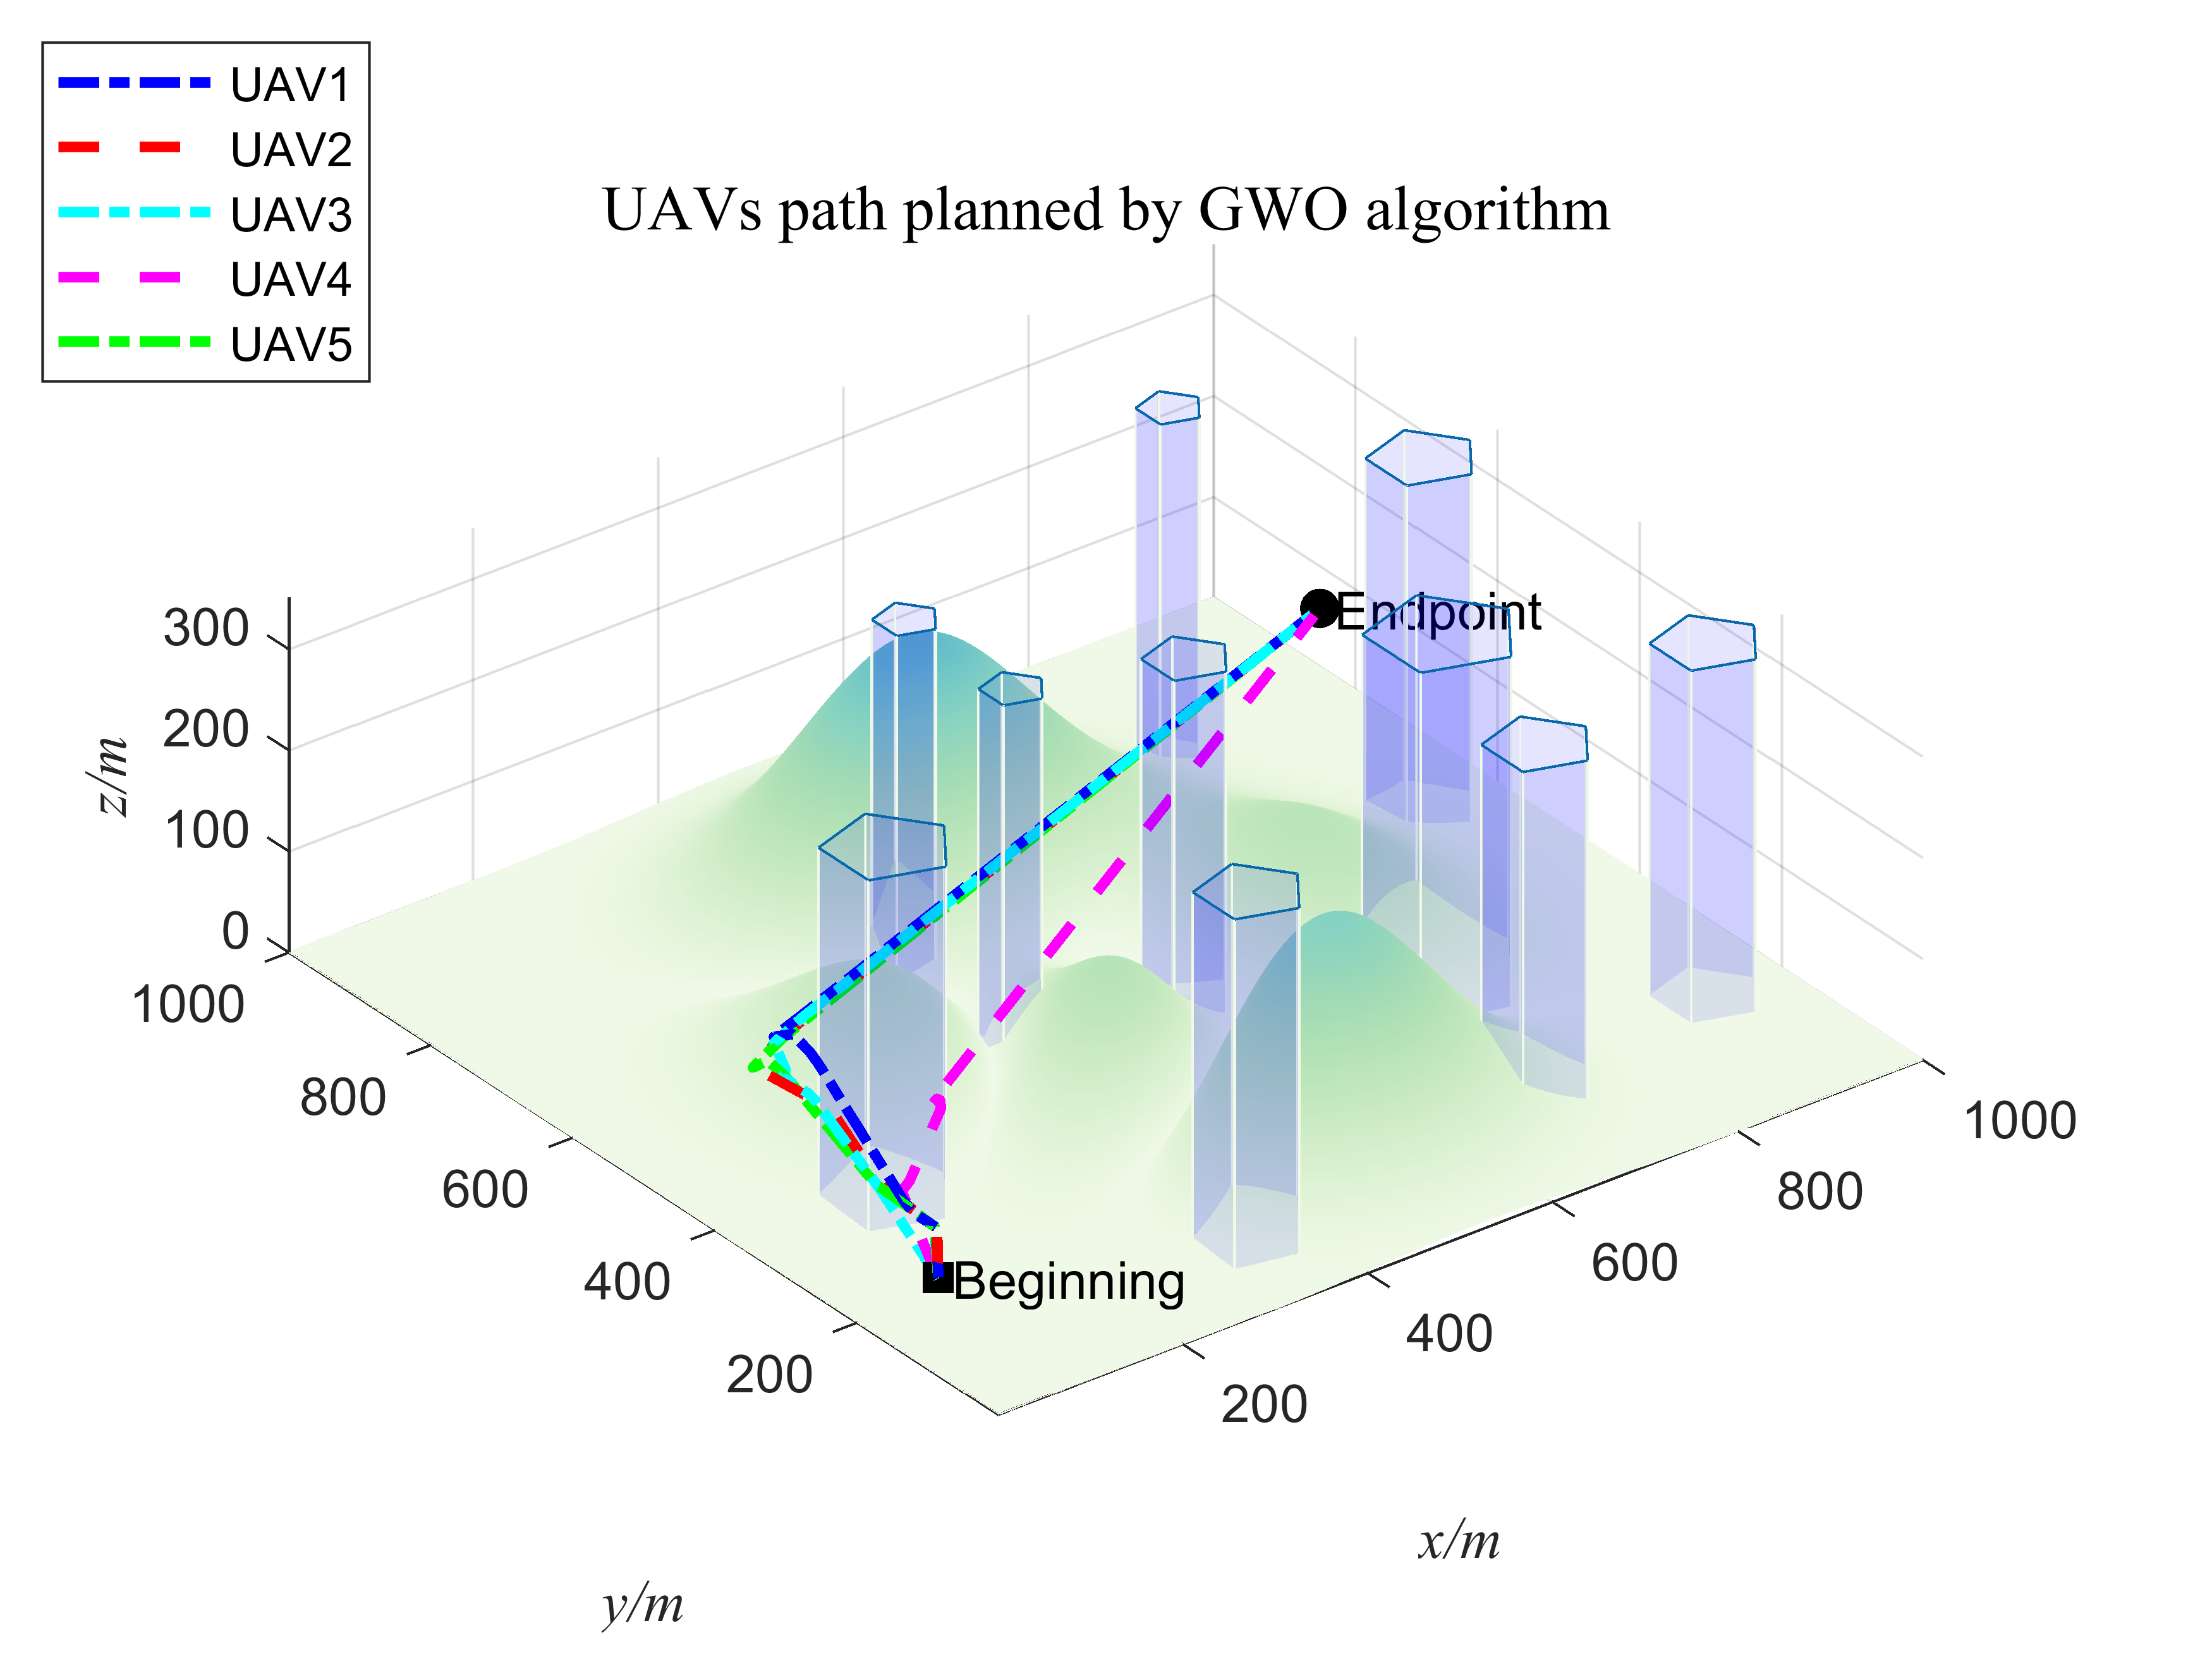 UAV1
UAV2
UAV3
UAV4
UAV5
UAVs path planned by GWO algorithm
Endpoint
Beginning
z/m
300
200
100
0
1000
800
600
400
200
y/m
200
400
600
800
1000
x/m